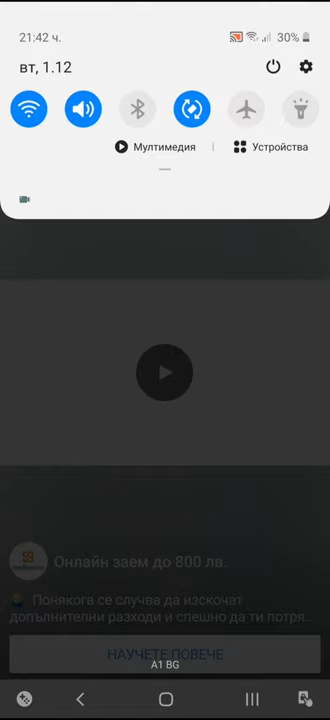 21:42 ч.
30%
вт, 1.12
Мултимедия
Устройства
Онлайн заем до 800 лв.
Понякога се случва да изскочат
допълнителни разходи и спешно да ти потря..
НАУЧЕТЕ ПОВЕЧЕ
A1 BG